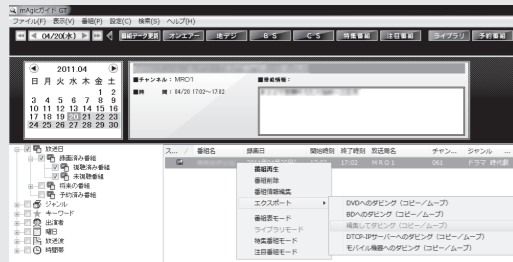 mAgicガイド GT
ファイル(F) 表示(V) 番組(P) 設定(C) 検索(S) ヘルプ(H)
04/20(水) 番組データ更新 オンエアー 地デジ B・S C・S 特集番組 注目番組 ライブラリ 予約番組
2011.04
日 月 火 水 木 金 土
1 2
3 4 5 6 7 8 9
10 11 12 13 14 15 16
17 18 19 20 21 22 23
24 25 26 27 28 29 30
■チャンネル：MRO1
■時 間：04/20 17:02～17:02
■番組情報：
放送日
録画済み番組
視聴済み番組
未視聴番組
将来の番組
予約済み番組
ジャンル
キーワード
出演者
曜日
放送波
時間帯
ス... / 番組名 録画日 開始時刻 終了時刻 放送局名 チャン... ジャンル ...
17:02 MRO1 061 ドラマ 時代劇
番組再生
番組削除
番組情報編集
エクスポート
番組表モード
ライブラリモード
特集番組モード
注目番組モード
DVDへのダビング（コピー／ムーブ）
BDへのダビング（コピー／ムーブ）
編集してダビング（コピー／ムーブ）
DTCP-IPサーバーへのダビング（コピー／ムーブ）
モバイル機器へのダビング（コピー／ムーブ）